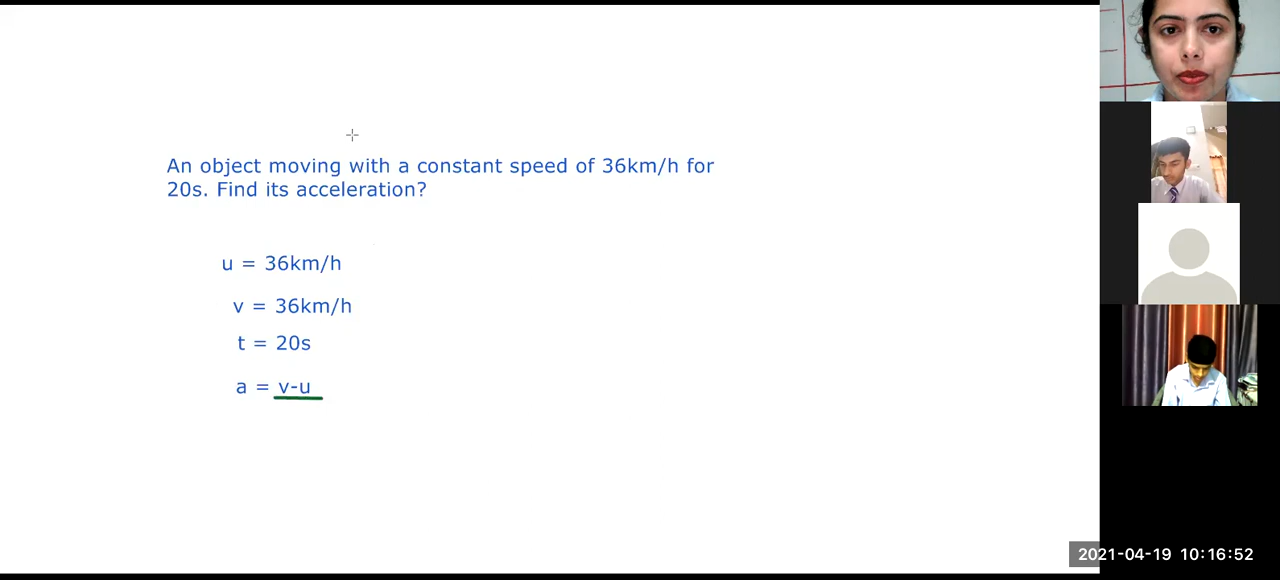 An object moving with a constant speed of 36km/h for
20s. Find its acceleration?
u = 36km/h
v = 36km/h
t = 20s
a = v-u
2021-04-19 10:16:52